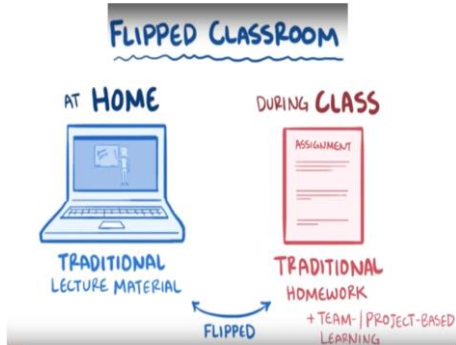 FLIPPED CLASSROOM
AT HOME
DURING CLASS
ASSIGNMENT
TRADITIONAL
LECTURE MATERIAL
TRADITIONAL
HOMEWORK
+ TEAM- | PROJECT-BASED
LEARNING
FLIPPED